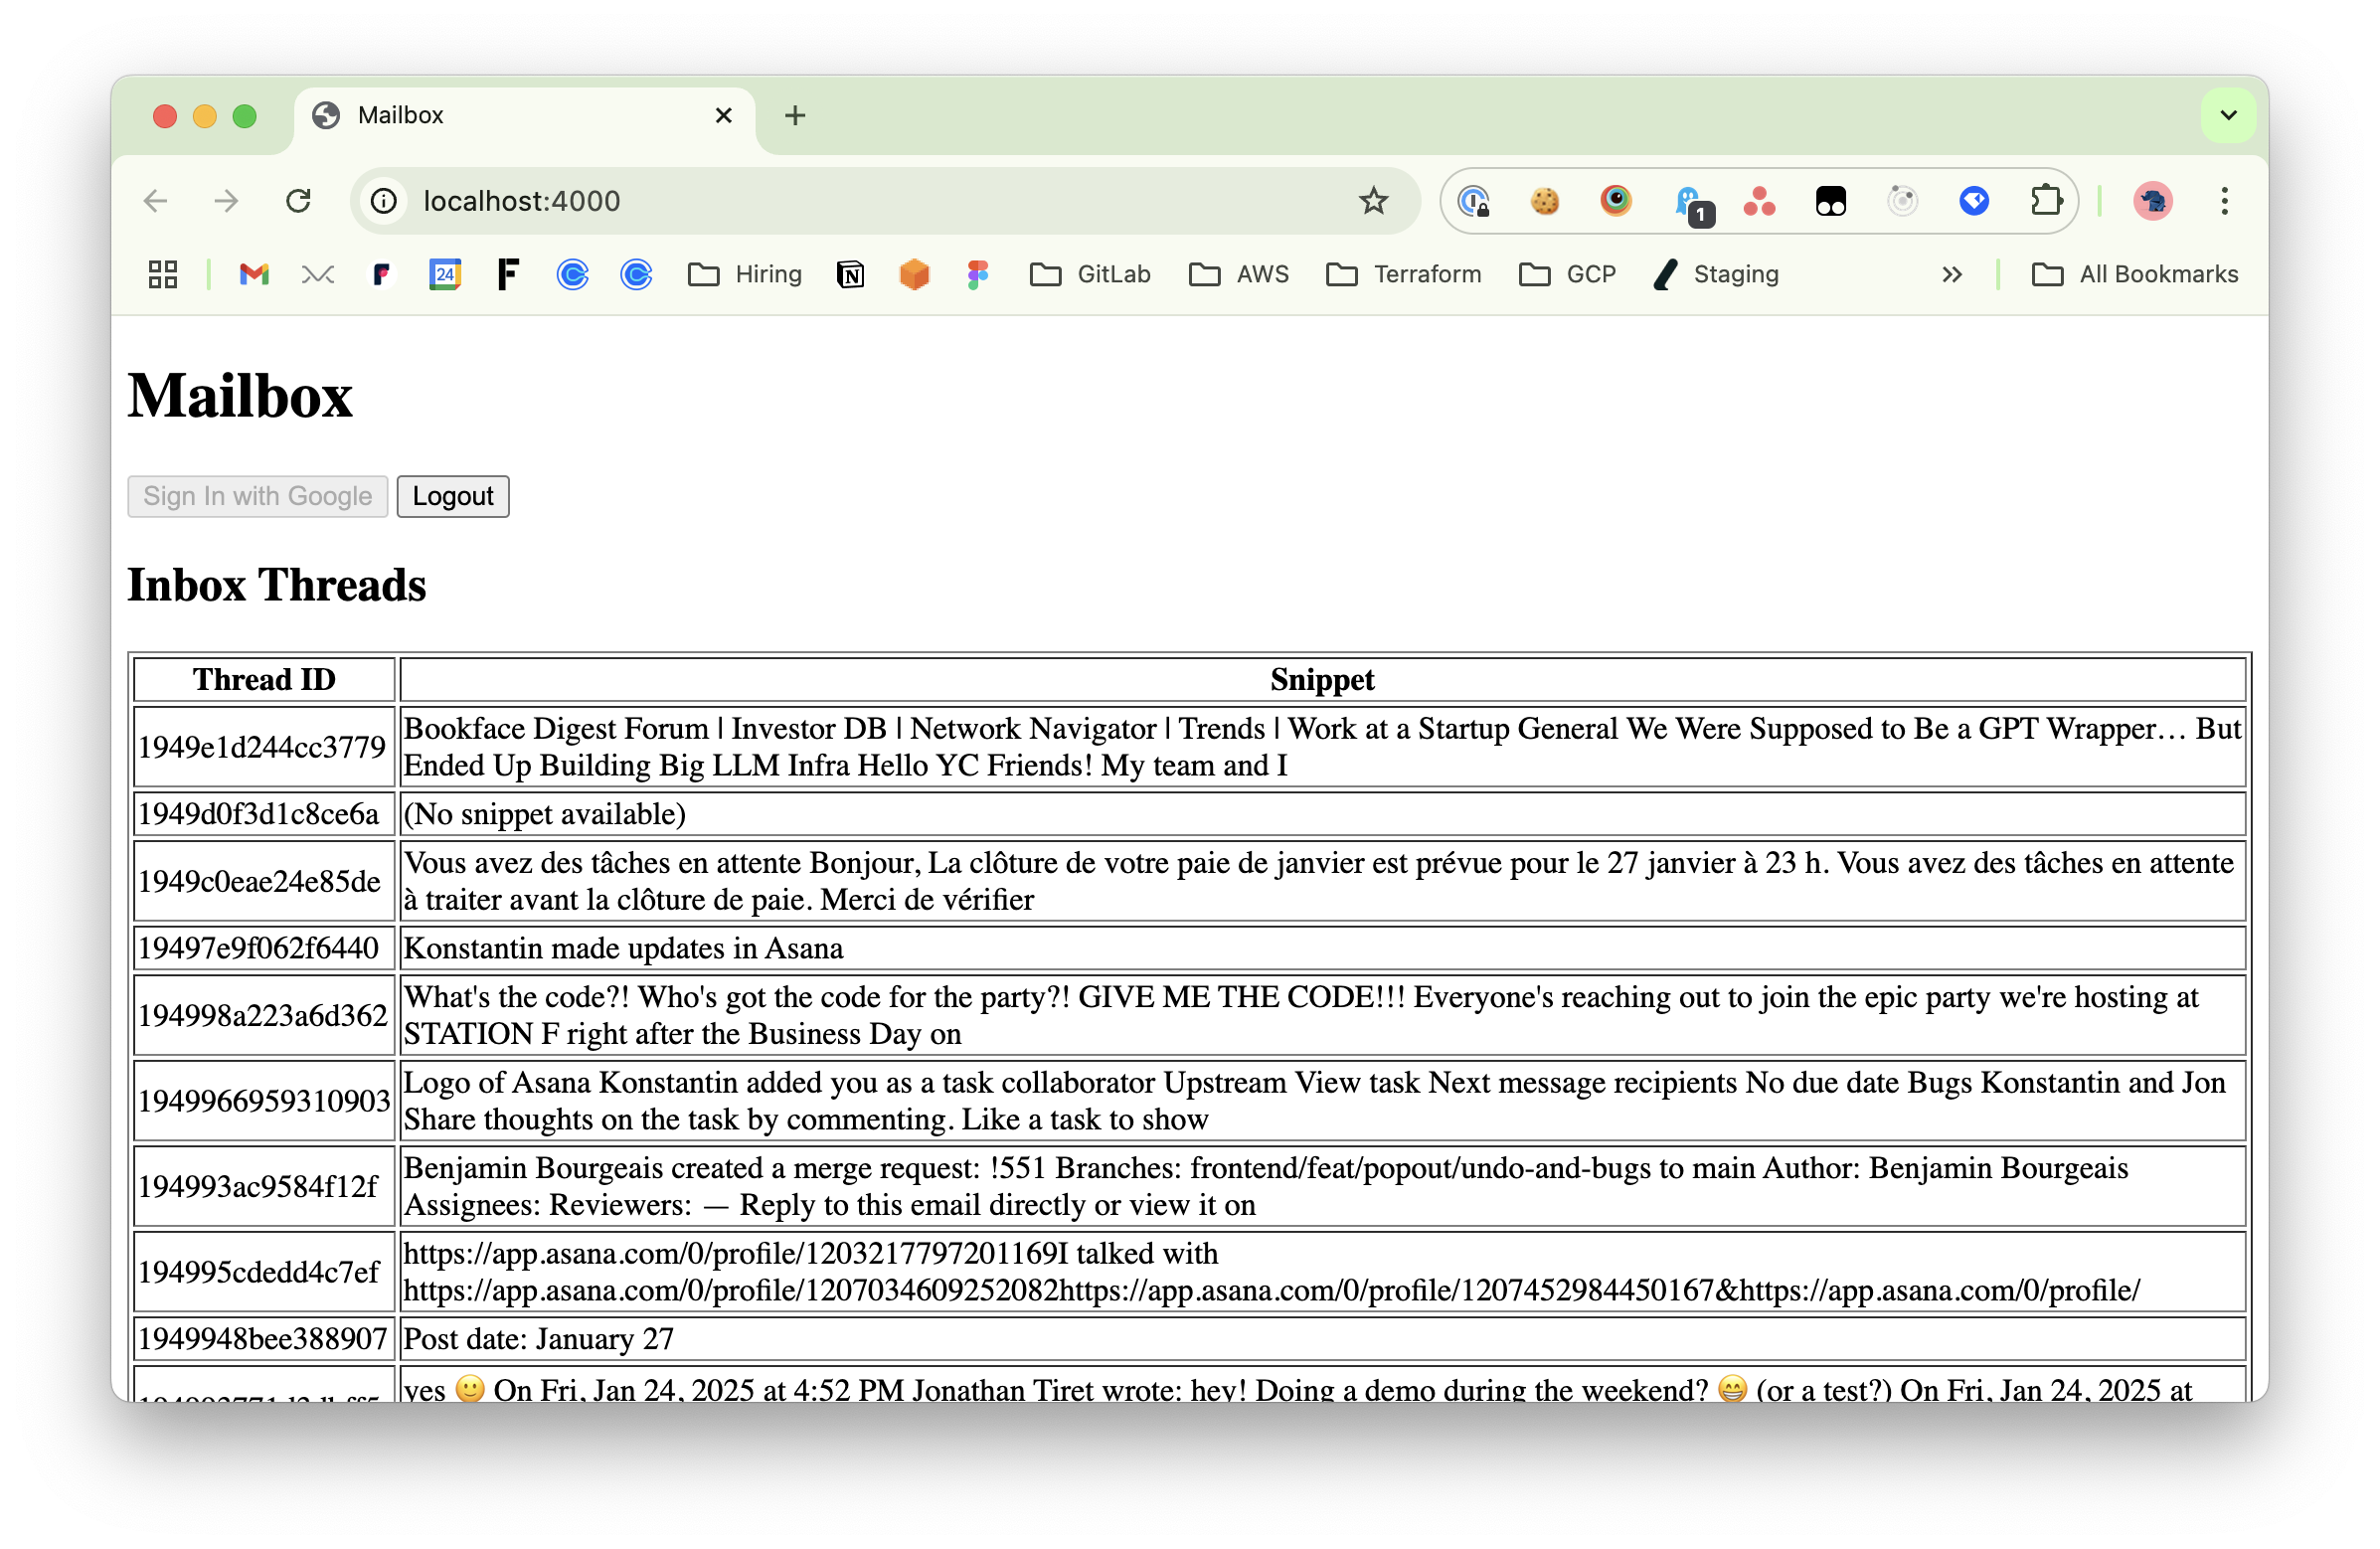 Mailbox
localhost:4000
1
24
Hiring
GitLab
AWS
Terraform
GCP
Staging
All Bookmarks
Mailbox
Sign In with Google
Logout
Inbox Threads
Thread ID
Snippet
1949e1d244cc3779
Bookface Digest Forum | Investor DB | Network Navigator | Trends | Work at a Startup General We Were Supposed to Be a GPT Wrapper… But
Ended Up Building Big LLM Infra Hello YC Friends! My team and I
1949d0f3d1c8ce6a
(No snippet available)
1949c0eae24e85de
Vous avez des tâches en attente Bonjour, La clôture de votre paie de janvier est prévue pour le 27 janvier à 23 h. Vous avez des tâches en attente
à traiter avant la clôture de paie. Merci de vérifier
19497e9f062f6440
Konstantin made updates in Asana
194998a223a6d362
What's the code?! Who's got the code for the party?! GIVE ME THE CODE!!! Everyone's reaching out to join the epic party we're hosting at
STATION F right after the Business Day on
1949966959310903
Logo of Asana Konstantin added you as a task collaborator Upstream View task Next message recipients No due date Bugs Konstantin and Jon
Share thoughts on the task by commenting. Like a task to show
194993ac9584f12f
Benjamin Bourgeais created a merge request: !551 Branches: frontend/feat/popout/undo-and-bugs to main Author: Benjamin Bourgeais
Assignees: Reviewers: — Reply to this email directly or view it on
194995cdedd4c7ef
https://app.asana.com/0/profile/1203217797201169I talked with
https://app.asana.com/0/profile/1207034609252082https://app.asana.com/0/profile/1207452984450167&https://app.asana.com/0/profile/
1949948bee388907
Post date: January 27
yes 🙂 On Fri, Jan 24, 2025 at 4:52 PM Jonathan Tiret wrote: hey! Doing a demo during the weekend? 😁 (or a test?) On Fri, Jan 24, 2025 at